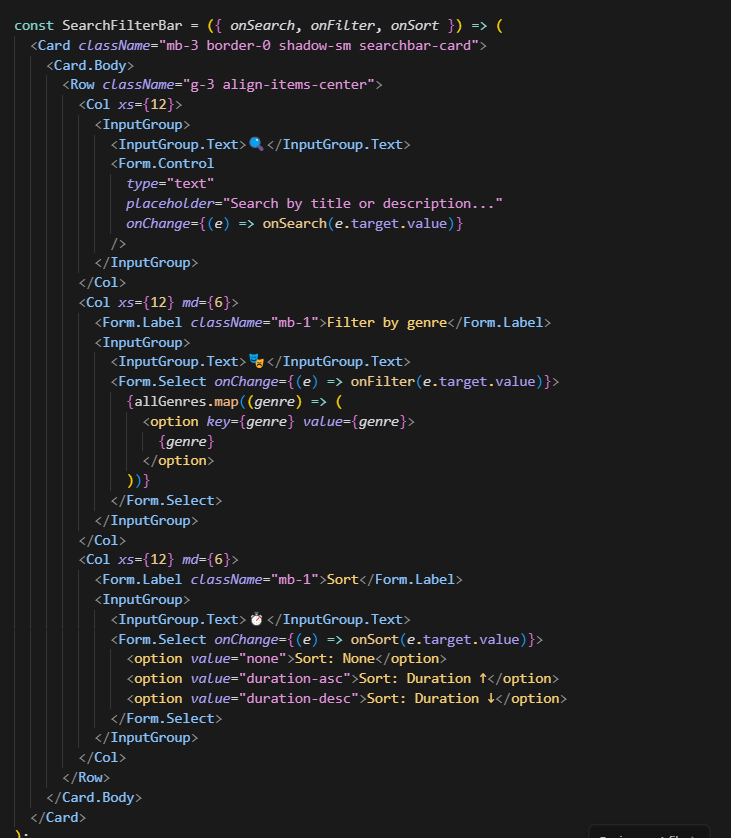 const SearchFilterBar = ({ onSearch, onFilter, onSort }) => (
<Card className="mb-3 border-0 shadow-sm searchbar-card">
<Card.Body>
<Row className="g-3 align-items-center">
<Col xs={12}>
<InputGroup>
<InputGroup.Text>🔍</InputGroup.Text>
<Form.Control
type="text"
placeholder="Search by title or description..."
onChange={(e) => onSearch(e.target.value)}
/>
</InputGroup>
</Col>
<Col xs={12} md={6}>
<Form.Label className="mb-1">Filter by genre</Form.Label>
<InputGroup>
<InputGroup.Text>🎭</InputGroup.Text>
<Form.Select onChange={(e) => onFilter(e.target.value)}>
{allGenres.map((genre) => (
<option key={genre} value={genre}>
{genre}
</option>
))}
</Form.Select>
</InputGroup>
</Col>
<Col xs={12} md={6}>
<Form.Label className="mb-1">Sort</Form.Label>
<InputGroup>
<InputGroup.Text>⏱️</InputGroup.Text>
<Form.Select onChange={(e) => onSort(e.target.value)}>
<option value="none">Sort: None</option>
<option value="duration-asc">Sort: Duration ↑</option>
<option value="duration-desc">Sort: Duration ↓</option>
</Form.Select>
</InputGroup>
</Col>
</Row>
</Card.Body>
</Card>
);